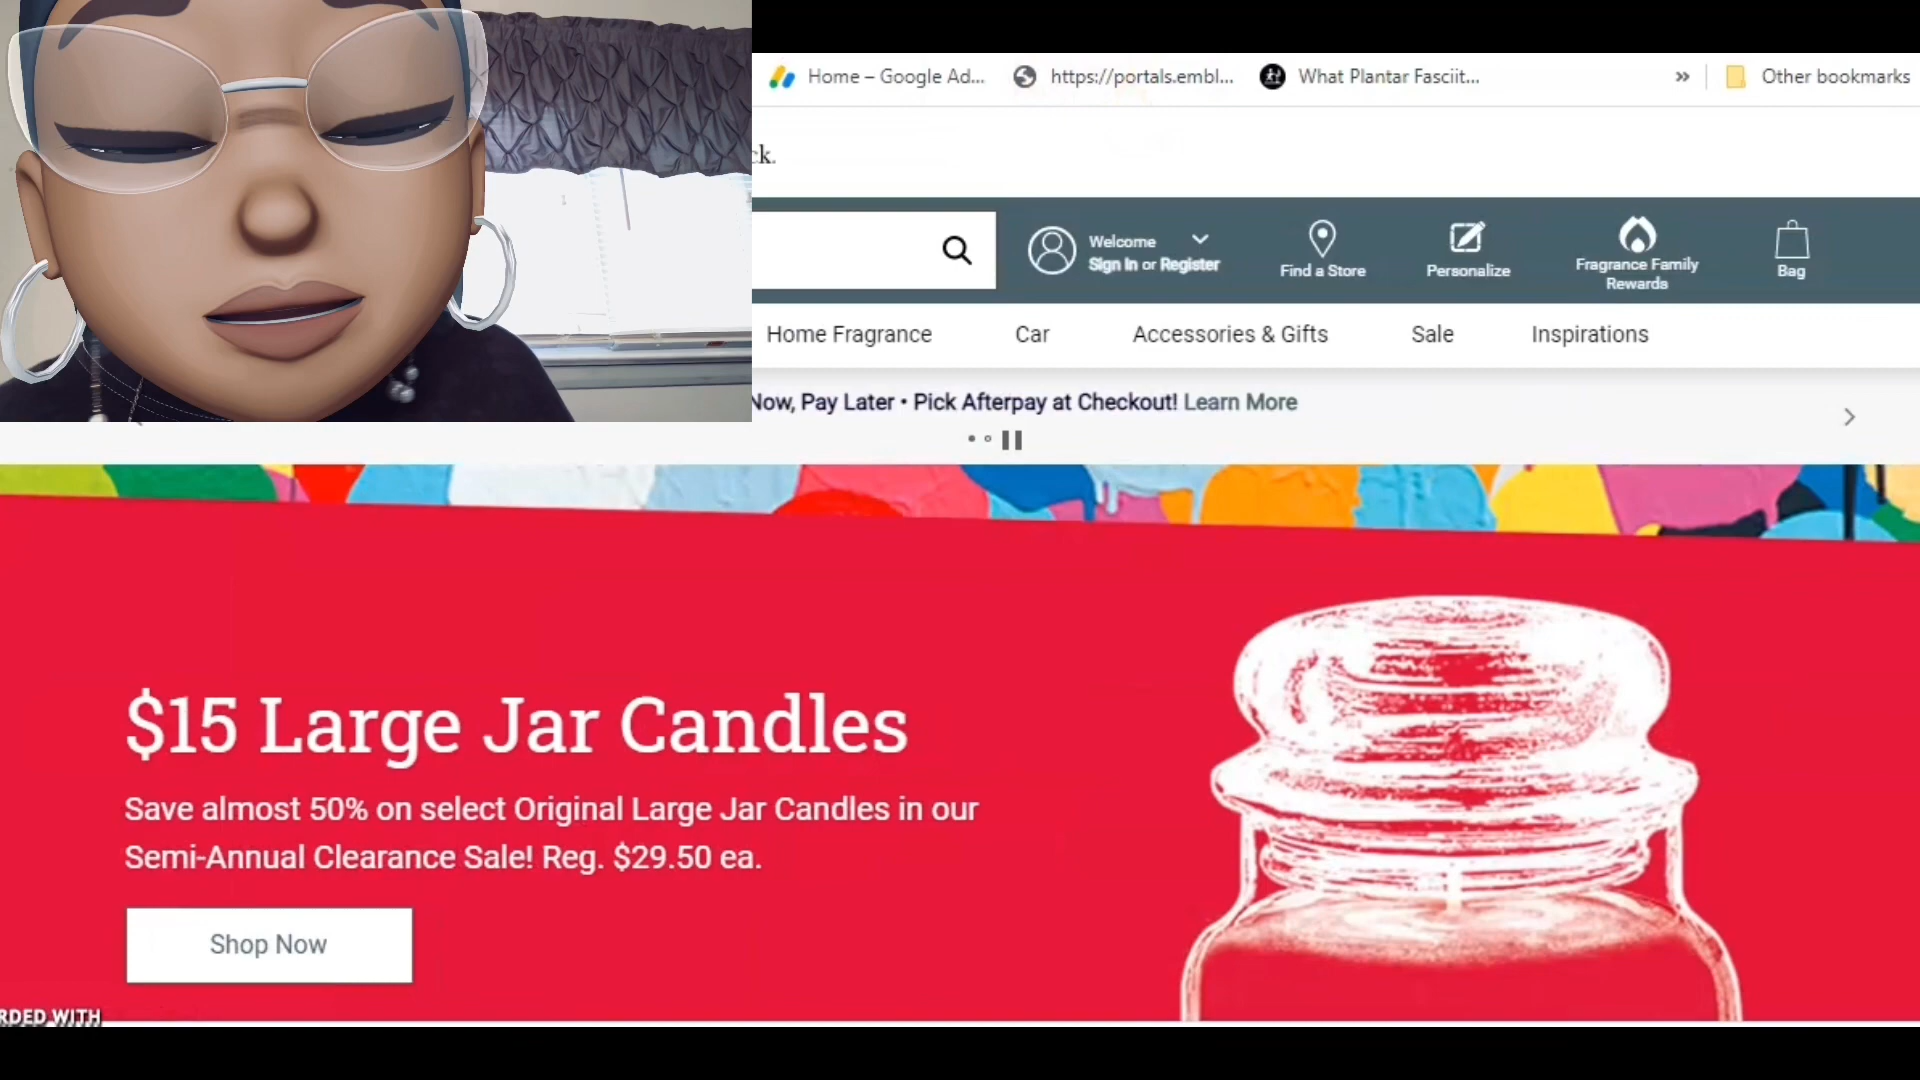 Home – Google Ad...
https://portals.embl...
What Plantar Fasciit...
»
Other bookmarks
ck.
Welcome
Sign In or Register
Find a Store
Personalize
Fragrance Family
Rewards
Bag
Home Fragrance
Car
Accessories & Gifts
Sale
Inspirations
Now, Pay Later • Pick Afterpay at Checkout! Learn More
$15 Large Jar Candles
Save almost 50% on select Original Large Jar Candles in our
Semi-Annual Clearance Sale! Reg. $29.50 ea.
Shop Now
RDED WITH